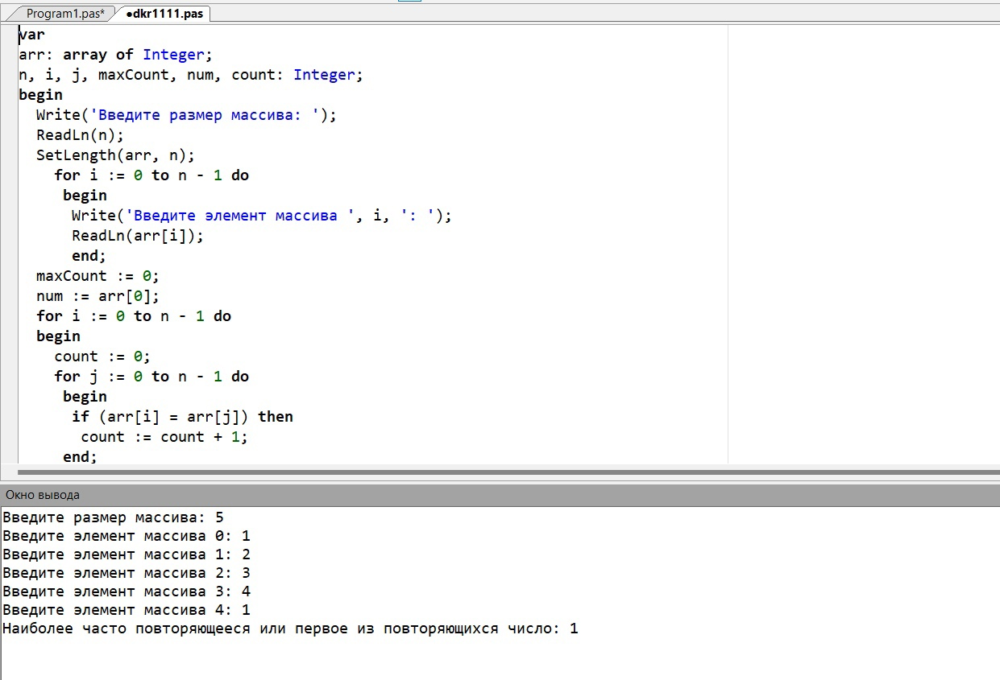 Program1.pas* ●dkr1111.pas
var
arr: array of Integer;
n, i, j, maxCount, num, count: Integer;
begin
Write('Введите размер массива: ');
ReadLn(n);
SetLength(arr, n);
for i := 0 to n - 1 do
begin
Write('Введите элемент массива ', i, ': ');
ReadLn(arr[i]);
end;
maxCount := 0;
num := arr[0];
for i := 0 to n - 1 do
begin
count := 0;
for j := 0 to n - 1 do
begin
if (arr[i] = arr[j]) then
count := count + 1;
end;
Окно вывода
Введите размер массива: 5
Введите элемент массива 0: 1
Введите элемент массива 1: 2
Введите элемент массива 2: 3
Введите элемент массива 3: 4
Введите элемент массива 4: 1
Наиболее часто повторяющееся или первое из повторяющихся число: 1